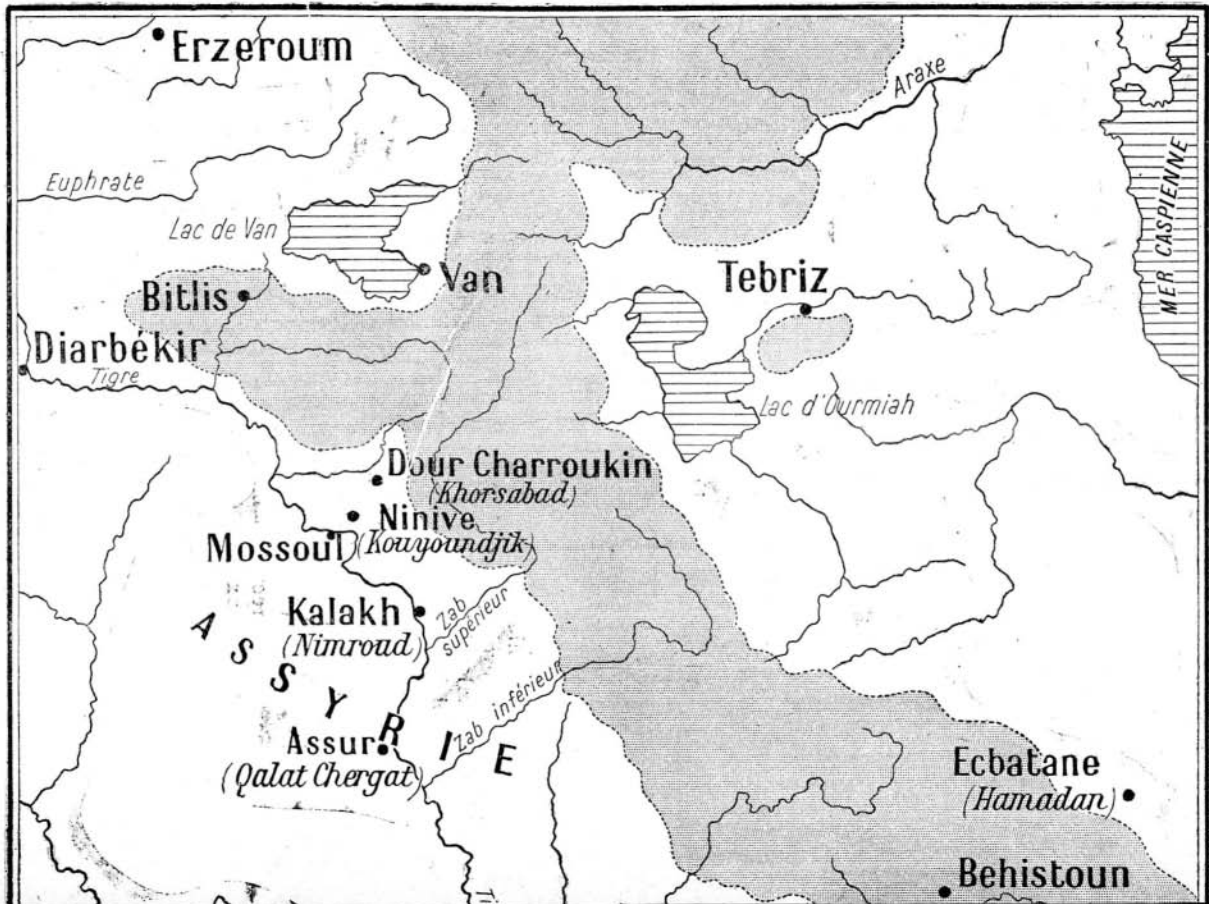 Erzeroum
Araxe
Euphrate
MER CASPIENNE
Lac de Van
Van
Tebriz
Bitlis
Diarbékir
Tigre
Lac d'Ourmiah
Dour Charroukin
(Khorsabad)
Ninive
(Kouyoundjik)
Mossoul
Kalakh
(Nimroud)
Zab
supérieur
ASSYRIE
Zab inférieur
Assur
(Qalat Chergat)
Ecbatane
(Hamadan)
Behistoun